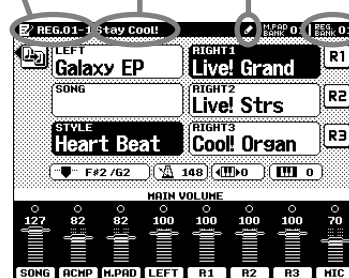 REG.01-1 Stay Cool! M.PAD BANK 01 REG. BANK 01
LEFT RIGHT1
Galaxy EP Live! Grand R1
SONG RIGHT2
Live! Strs R2
STYLE RIGHT3
Heart Beat Cool! Organ R3
F#2/G2 148 0 0
MAIN VOLUME
127 82 82 100 100 100 100 70
SONG ACMP M.PAD LEFT R1 R2 R3 MIC